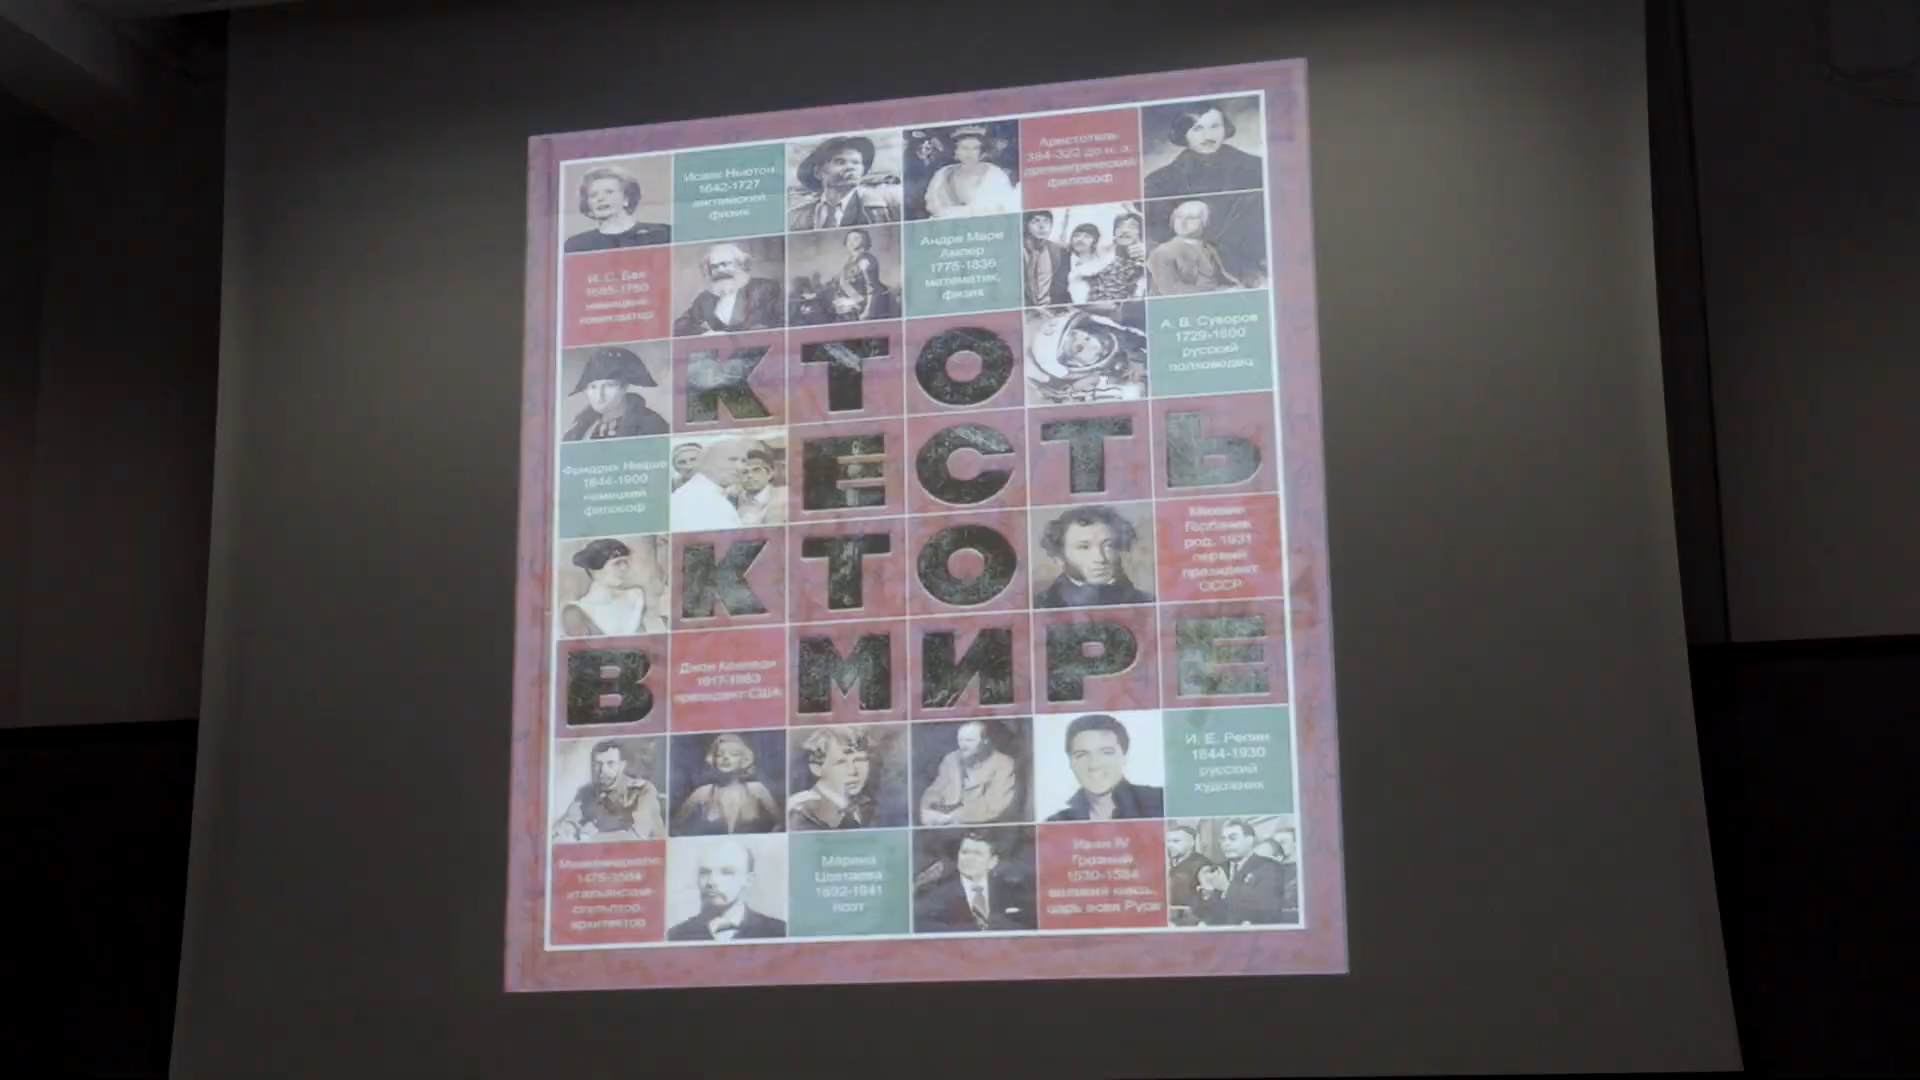 Исаак Ньютон
1642-1727
английский
физик
Аристотель
384-322 до н. э.
древнегреческий
философ
И. С. Бах
1685-1750
немецкий
композитор
Андре Мари
Ампер
1775-1836
математик,
физик
А. В. Суворов
1729-1800
русский
полководец
КТО
ЕСТЬ
Фридрих Ницше
1844-1900
немецкий
философ
КТО
Михаил
Горбачев
род. 1931
первый
президент
СССР
В
Джон Кеннеди
1917-1963
президент США
МИРЕ
И. Е. Репин
1844-1930
русский
художник
Микеланджело
1475-1564
итальянский
скульптор,
архитектор
Марина
Цветаева
1892-1941
поэт
Иван IV
Грозный
1530-1584
великий князь,
царь всея Руси